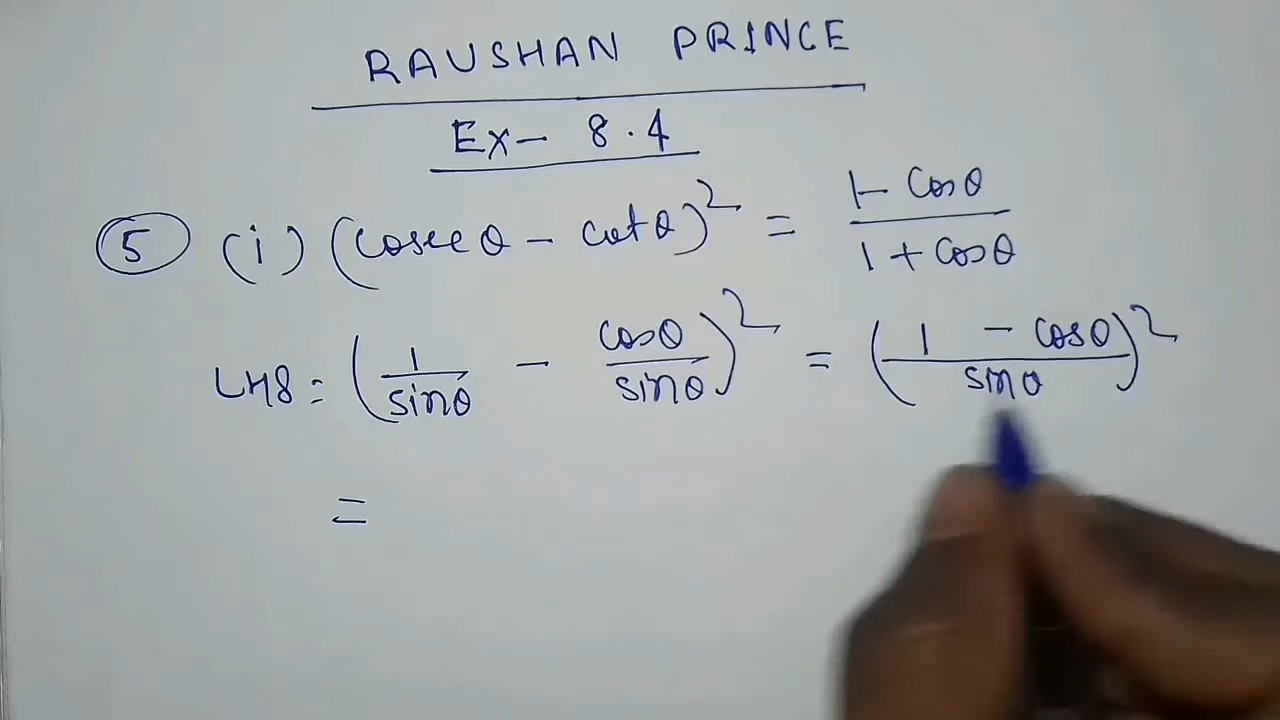 RAUSHAN PRINCE
Ex- 8.4
(5) (i) (cosecθ - cotθ)² = (1- cosθ)/(1+cosθ)
LHS = (1/sinθ - cosθ/sinθ)² = ((1 - cosθ)/sinθ)²
=